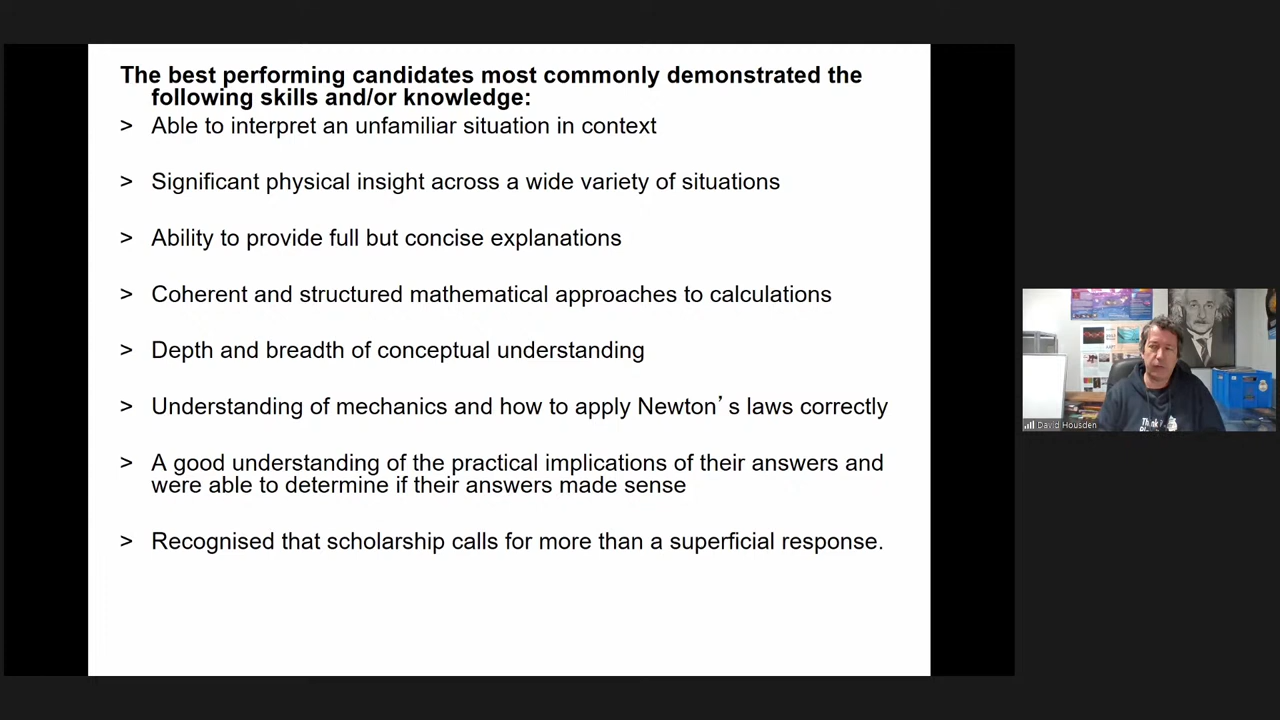 The best performing candidates most commonly demonstrated the
following skills and/or knowledge:
> Able to interpret an unfamiliar situation in context
> Significant physical insight across a wide variety of situations
> Ability to provide full but concise explanations
> Coherent and structured mathematical approaches to calculations
> Depth and breadth of conceptual understanding
> Understanding of mechanics and how to apply Newton’s laws correctly
> A good understanding of the practical implications of their answers and
were able to determine if their answers made sense
> Recognised that scholarship calls for more than a superficial response.
David Housden
Think